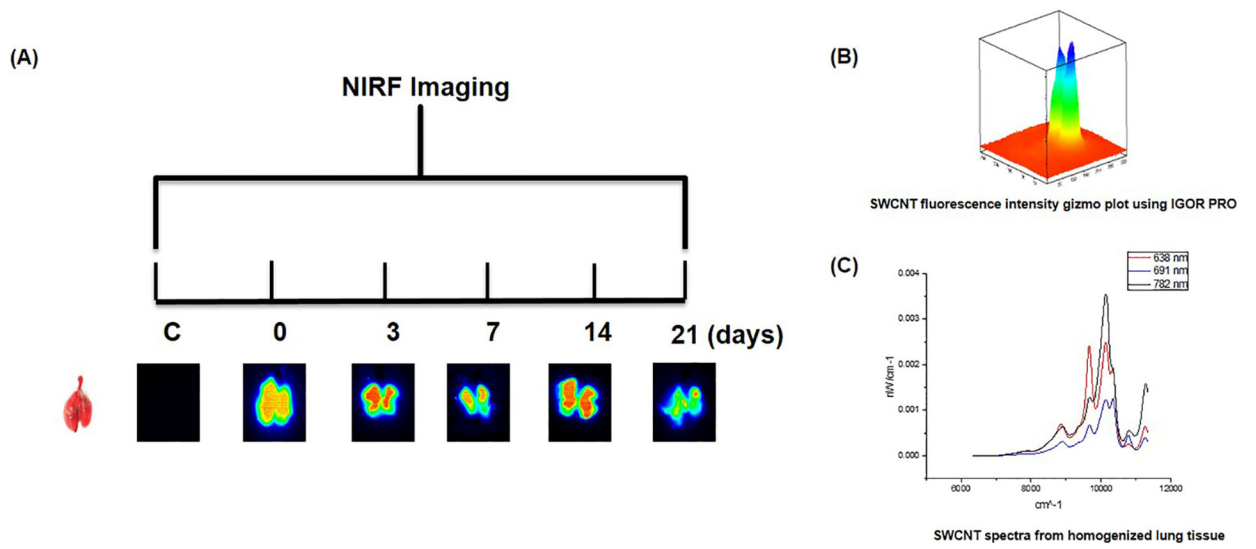 (A)
NIRF Imaging
C 0 3 7 14 21 (days)
(B)
SWCNT fluorescence intensity gizmo plot using IGOR PRO
(C)
638 nm
691 nm
782 nm
0.004
0.003
0.002
0.001
0.000
nW/cm-1
6000 8000 10000 12000
cm^-1
SWCNT spectra from homogenized lung tissue